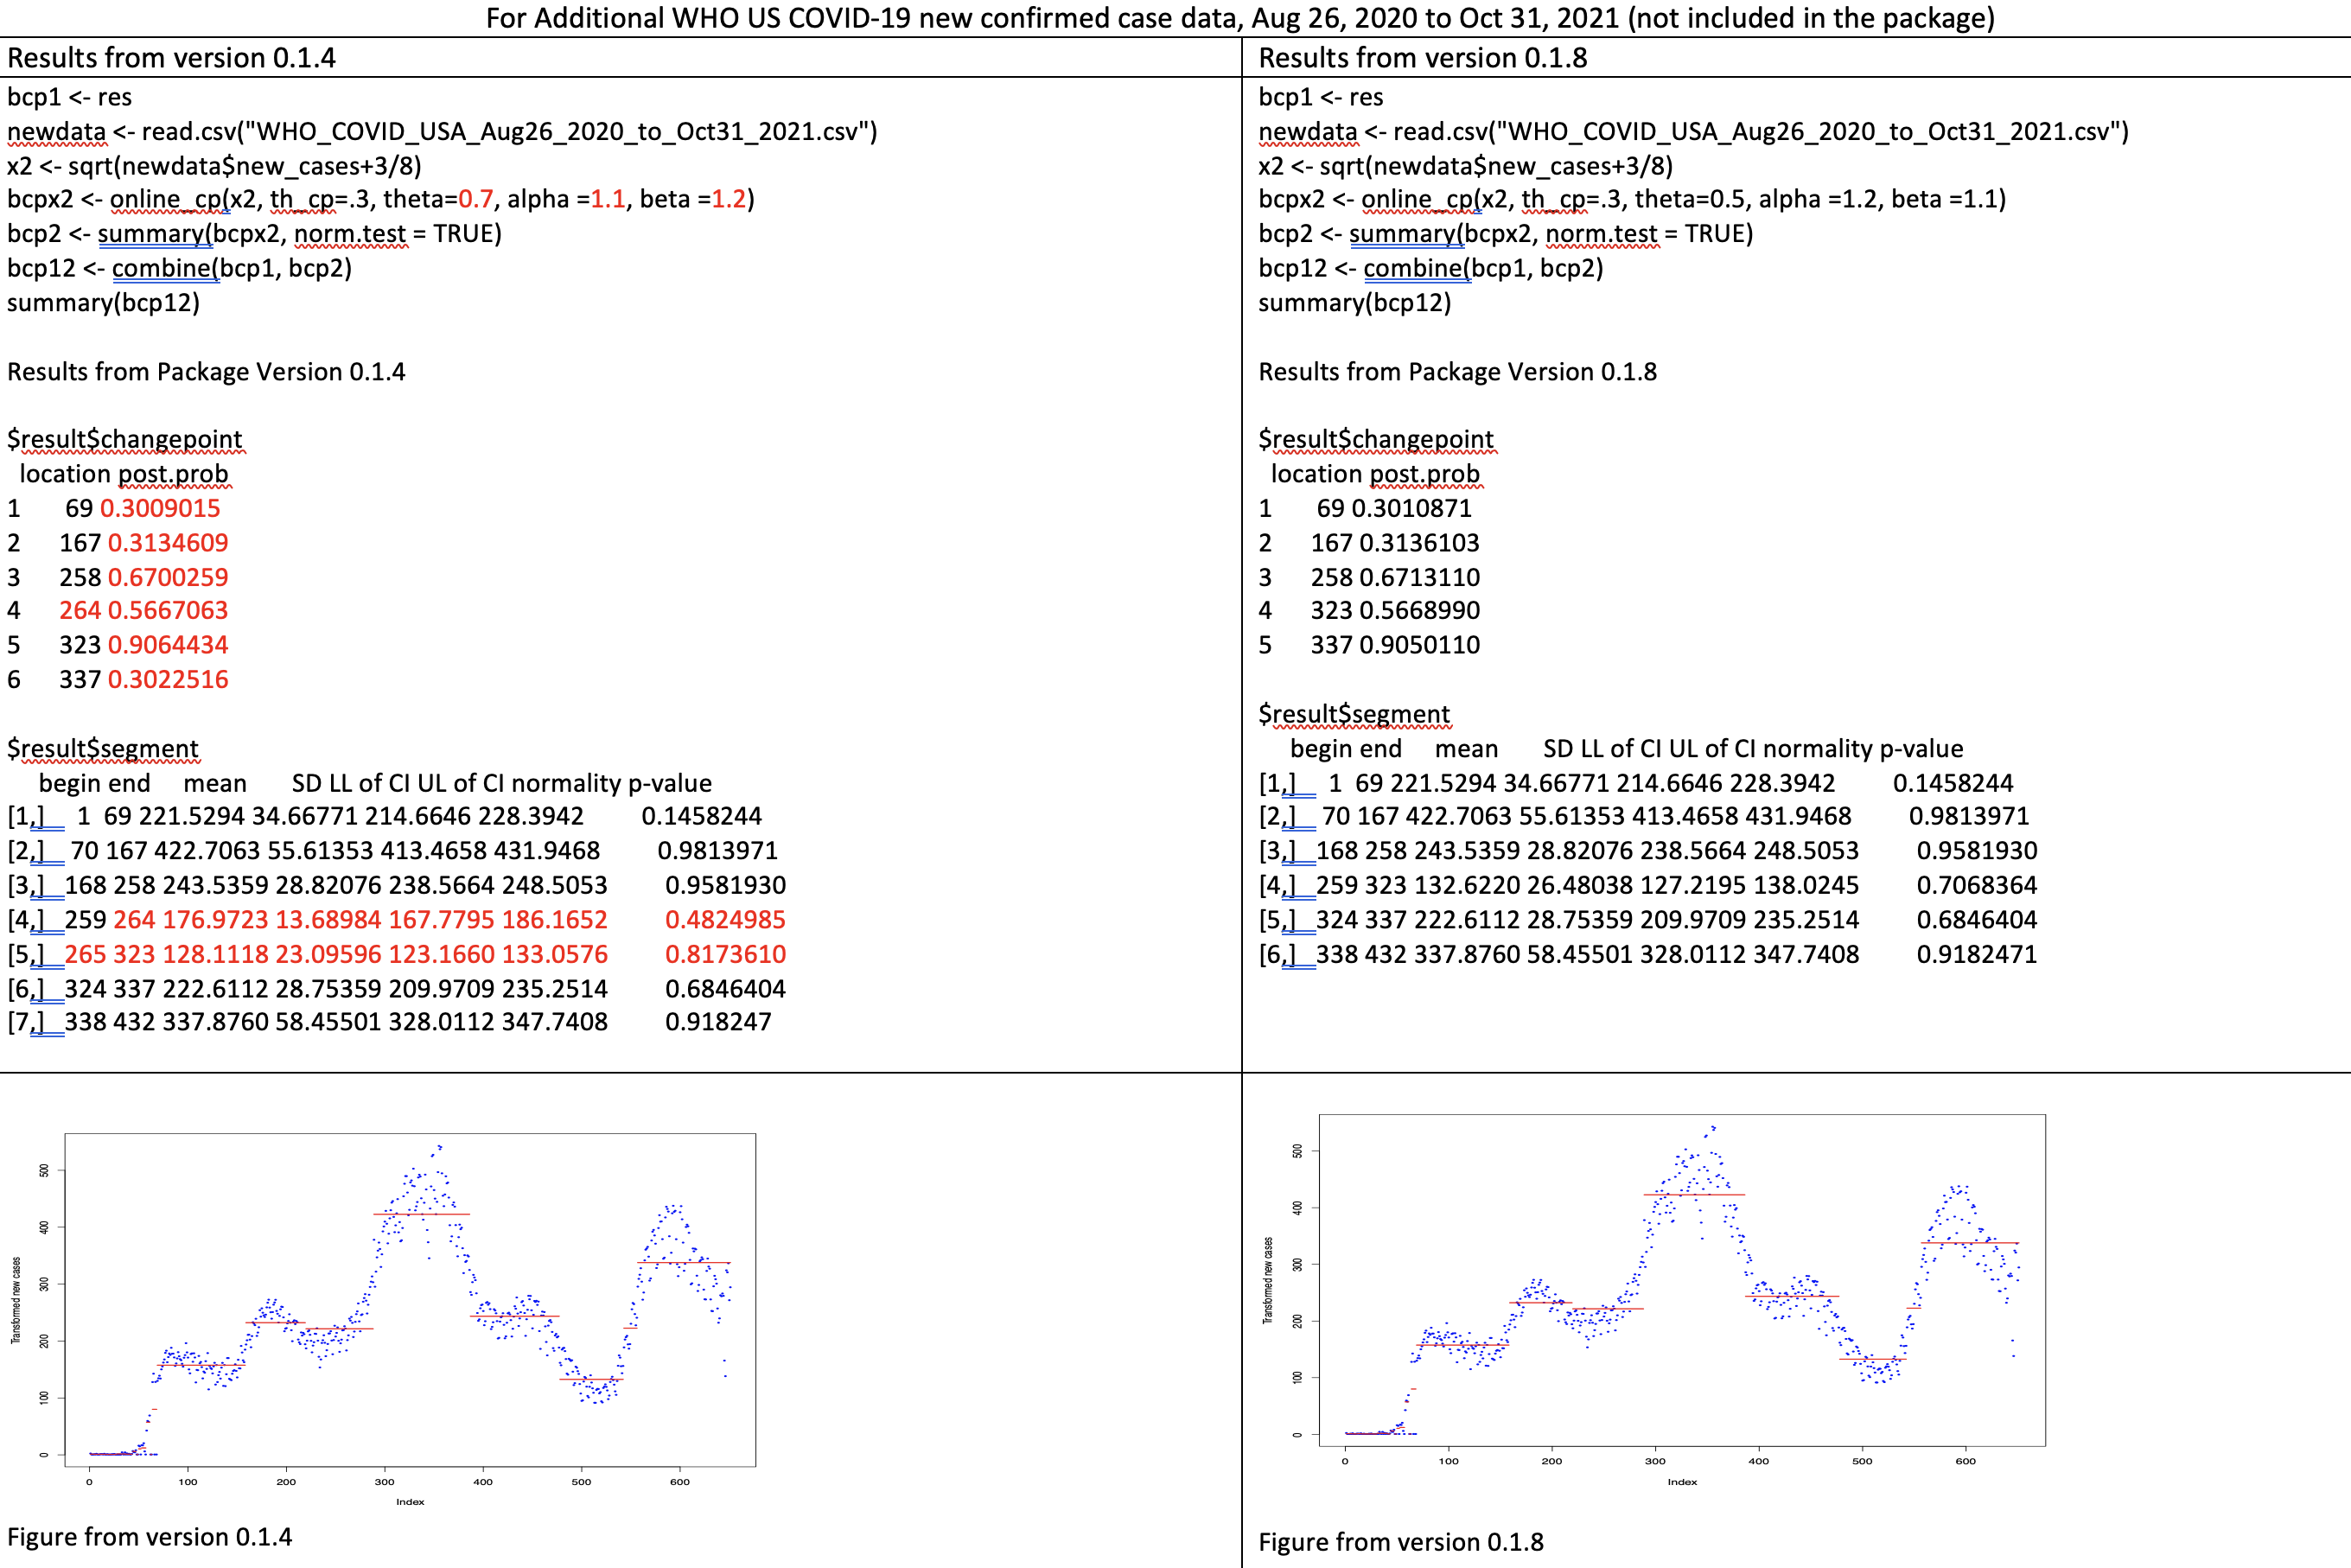 For Additional WHO US COVID-19 new confirmed case data, Aug 26, 2020 to Oct 31, 2021 (not included in the package)
Results from version 0.1.4
bcp1 <- res
newdata <- read.csv("WHO_COVID_USA_Aug26_2020_to_Oct31_2021.csv")
x2 <- sqrt(newdata$new_cases+3/8)
bcpx2 <- online_cp(x2, th_cp=.3, theta=0.7, alpha =1.1, beta =1.2)
bcp2 <- summary(bcpx2, norm.test = TRUE)
bcp12 <- combine(bcp1, bcp2)
summary(bcp12)
Results from Package Version 0.1.4
$result$changepoint
location post.prob
1 69 0.3009015
2 167 0.3134609
3 258 0.6700259
4 264 0.5667063
5 323 0.9064434
6 337 0.3022516
$result$segment
begin end mean SD LL of CI UL of CI normality p-value
[1,] 1 69 221.5294 34.66771 214.6646 228.3942 0.1458244
[2,] 70 167 422.7063 55.61353 413.4658 431.9468 0.9813971
[3,] 168 258 243.5359 28.82076 238.5664 248.5053 0.9581930
[4,] 259 264 176.9723 13.68984 167.7795 186.1652 0.4824985
[5,] 265 323 128.1118 23.09596 123.1660 133.0576 0.8173610
[6,] 324 337 222.6112 28.75359 209.9709 235.2514 0.6846404
[7,] 338 432 337.8760 58.45501 328.0112 347.7408 0.918247
Transformed new cases
500
400
300
200
100
0
0 100 200 300 400 500 600
Index
Figure from version 0.1.4
Results from version 0.1.8
bcp1 <- res
newdata <- read.csv("WHO_COVID_USA_Aug26_2020_to_Oct31_2021.csv")
x2 <- sqrt(newdata$new_cases+3/8)
bcpx2 <- online_cp(x2, th_cp=.3, theta=0.5, alpha =1.2, beta =1.1)
bcp2 <- summary(bcpx2, norm.test = TRUE)
bcp12 <- combine(bcp1, bcp2)
summary(bcp12)
Results from Package Version 0.1.8
$result$changepoint
location post.prob
1 69 0.3010871
2 167 0.3136103
3 258 0.6713110
4 323 0.5668990
5 337 0.9050110
$result$segment
begin end mean SD LL of CI UL of CI normality p-value
[1,] 1 69 221.5294 34.66771 214.6646 228.3942 0.1458244
[2,] 70 167 422.7063 55.61353 413.4658 431.9468 0.9813971
[3,] 168 258 243.5359 28.82076 238.5664 248.5053 0.9581930
[4,] 259 323 132.6220 26.48038 127.2195 138.0245 0.7068364
[5,] 324 337 222.6112 28.75359 209.9709 235.2514 0.6846404
[6,] 338 432 337.8760 58.45501 328.0112 347.7408 0.9182471
Transformed new cases
500
400
300
200
100
0
0 100 200 300 400 500 600
Index
Figure from version 0.1.8